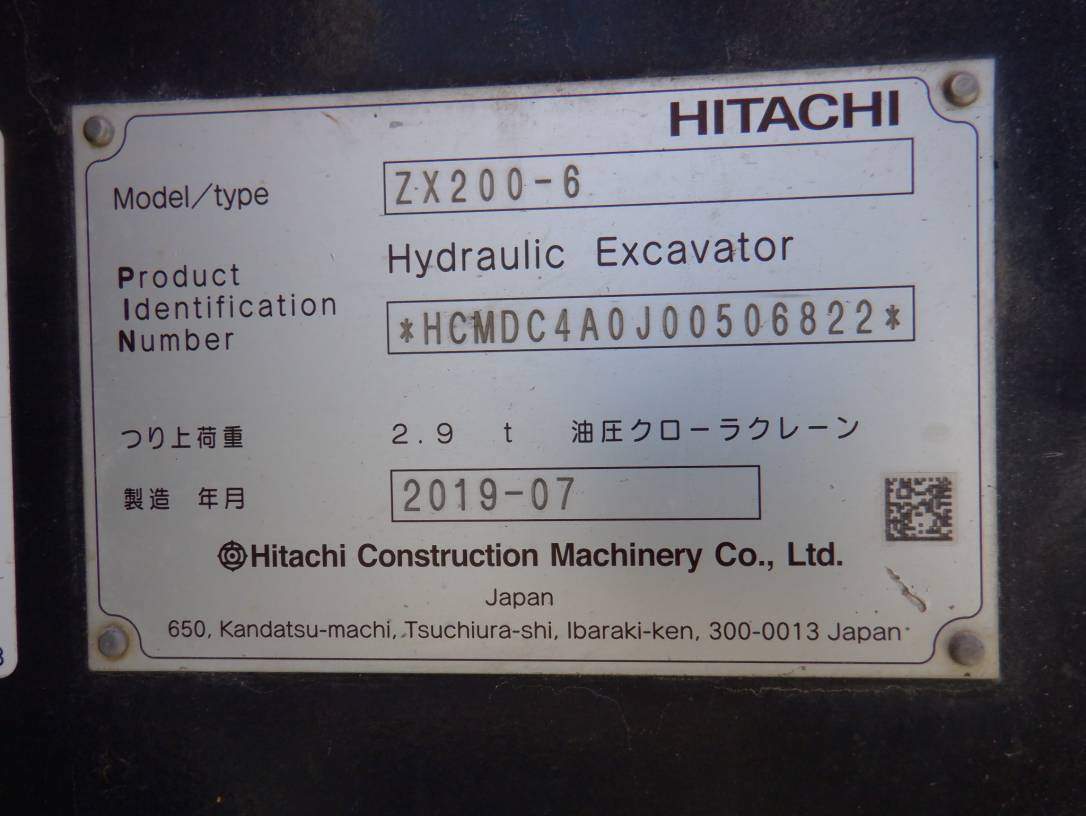 HITACHI
Model/type ZX200-6
Hydraulic Excavator
Product
Identification
Number *HCMDC4A0J00506822*
つり上荷重 2.9 t 油圧クローラクレーン
製造 年月 2019-07
Hitachi Construction Machinery Co., Ltd.
Japan
650, Kandatsu-machi, Tsuchiura-shi, Ibaraki-ken, 300-0013 Japan